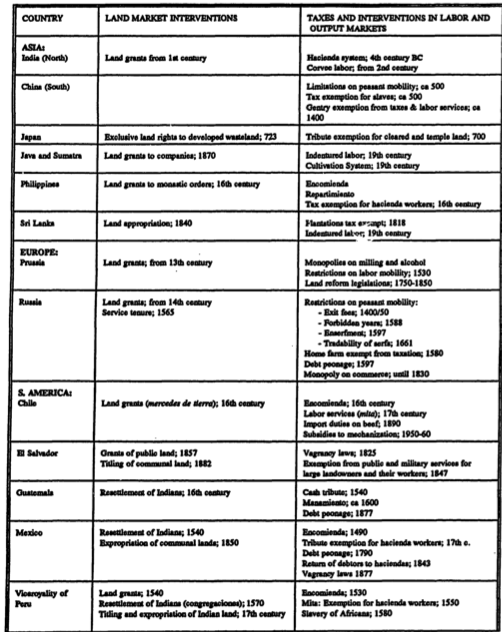 COUNTRY LAND MARKET INTERVENTIONS TAXES AND INTERVENTIONS IN LABOR AND
OUTPUT MARKETS
ASIA:
India (North) Land grants from 1st century Hacienda system; 4th century BC
Corvee labor; from 2nd century
China (South) Limitations on peasant mobility; ca 500
Tax exemption for slaves; ca 500
Gentry exemption from taxes & labor services; ca
1400
Japan Exclusive land rights to developed wasteland; 723 Tribute exemption for cleared and temple land; 700
Java and Sumatra Land grants to companies; 1870 Indentured labor; 19th century
Cultivation System; 19th century
Philippines Land grants to monastic orders; 16th century Encomienda
Repartimiento
Tax exemption for hacienda workers; 16th century
Sri Lanka Land appropriation; 1840 Plantations tax exempt; 1818
Indentured labor; 19th century
EUROPE:
Prussia Land grants; from 13th century Monopolies on milling and alcohol
Restrictions on labor mobility; 1530
Land reform legislations; 1750-1850
Russia Land grants; from 14th century Restrictions on peasant mobility:
Service tenure; 1565 - Exit fees; 1400/50
- Forbidden years; 1588
- Enserfment; 1597
- Tradability of serfs; 1661
Home farm exempt from taxation; 1580
Debt peonage; 1597
Monopoly on commerce; until 1830
S. AMERICA:
Chile Land grants (mercedes de tierra); 16th century Encomienda; 16th century
Labor services (mita); 17th century
Import duties on beef; 1890
Subsidies to mechanization; 1950-60
El Salvador Grants of public land; 1857 Vagrancy laws; 1825
Titling of communal land; 1882 Exemption from public and military services for
large landowners and their workers; 1847
Guatemala Resettlement of Indians; 16th century Cash tribute; 1540
Manamiento; ca 1600
Debt peonage; 1877
Mexico Resettlement of Indians; 1540 Encomienda; 1490
Expropriation of communal lands; 1850 Tribute exemption for hacienda workers; 17th c.
Debt peonage; 1790
Return of debtors to haciendas; 1843
Vagrancy laws 1877
Viceroyality of Land grants; 1540 Encomienda; 1530
Peru Resettlement of Indians (congregaciones); 1570 Mita: Exemption for hacienda workers; 1550
Titling and expropriation of Indian land; 17th century Slavery of Africans; 1580